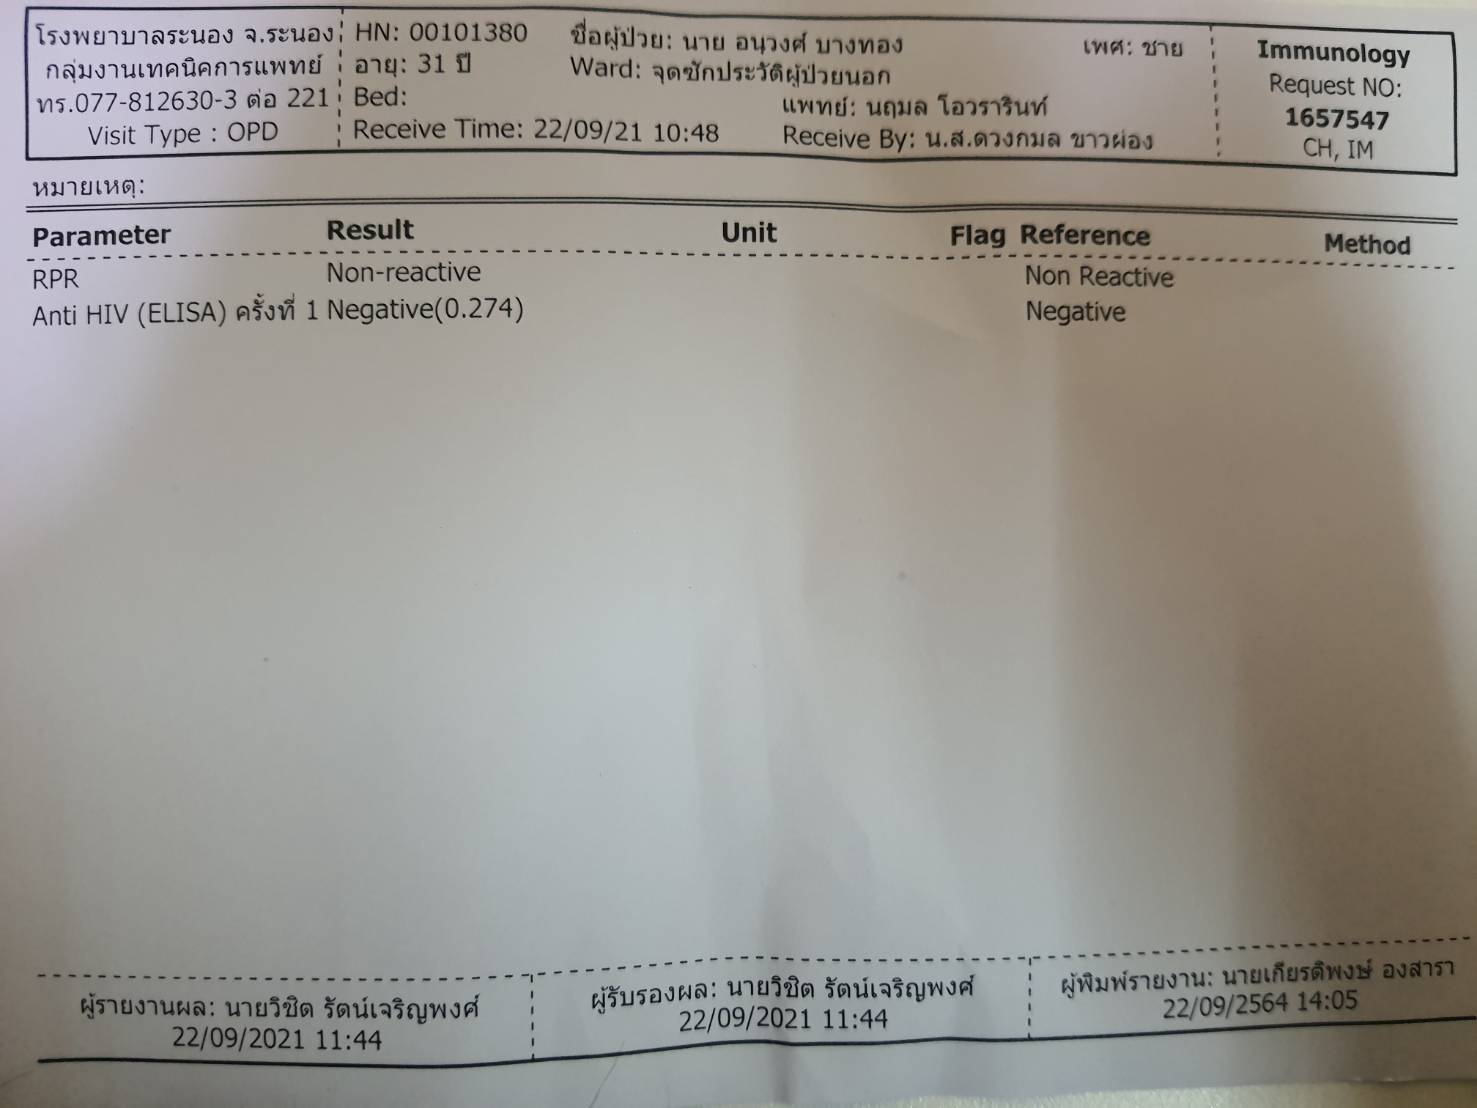 โรงพยาบาลระนอง จ.ระนอง
กลุ่มงานเทคนิคการแพทย์
ทร.077-812630-3 ต่อ 221
Visit Type : OPD
HN: 00101380 ชื่อผู้ป่วย: นาย อนุวงศ์ บางทอง เพศ: ชาย
อายุ: 31 ปี Ward: จุดซักประวัติผู้ป่วยนอก
Bed: แพทย์: นฤมล โอวรารินท์
Receive Time: 22/09/21 10:48 Receive By: น.ส.ดวงกมล ขาวผ่อง
Immunology
Request NO:
1657547
CH, IM
หมายเหตุ:
Parameter Result Unit Flag Reference Method
RPR Non-reactive Non Reactive
Anti HIV (ELISA) ครั้งที่ 1 Negative(0.274) Negative
ผู้รายงานผล: นายวิชิต รัตน์เจริญพงศ์
22/09/2021 11:44
ผู้รับรองผล: นายวิชิต รัตน์เจริญพงศ์
22/09/2021 11:44
ผู้พิมพ์รายงาน: นายเกียรติพงษ์ องสารา
22/09/2564 14:05